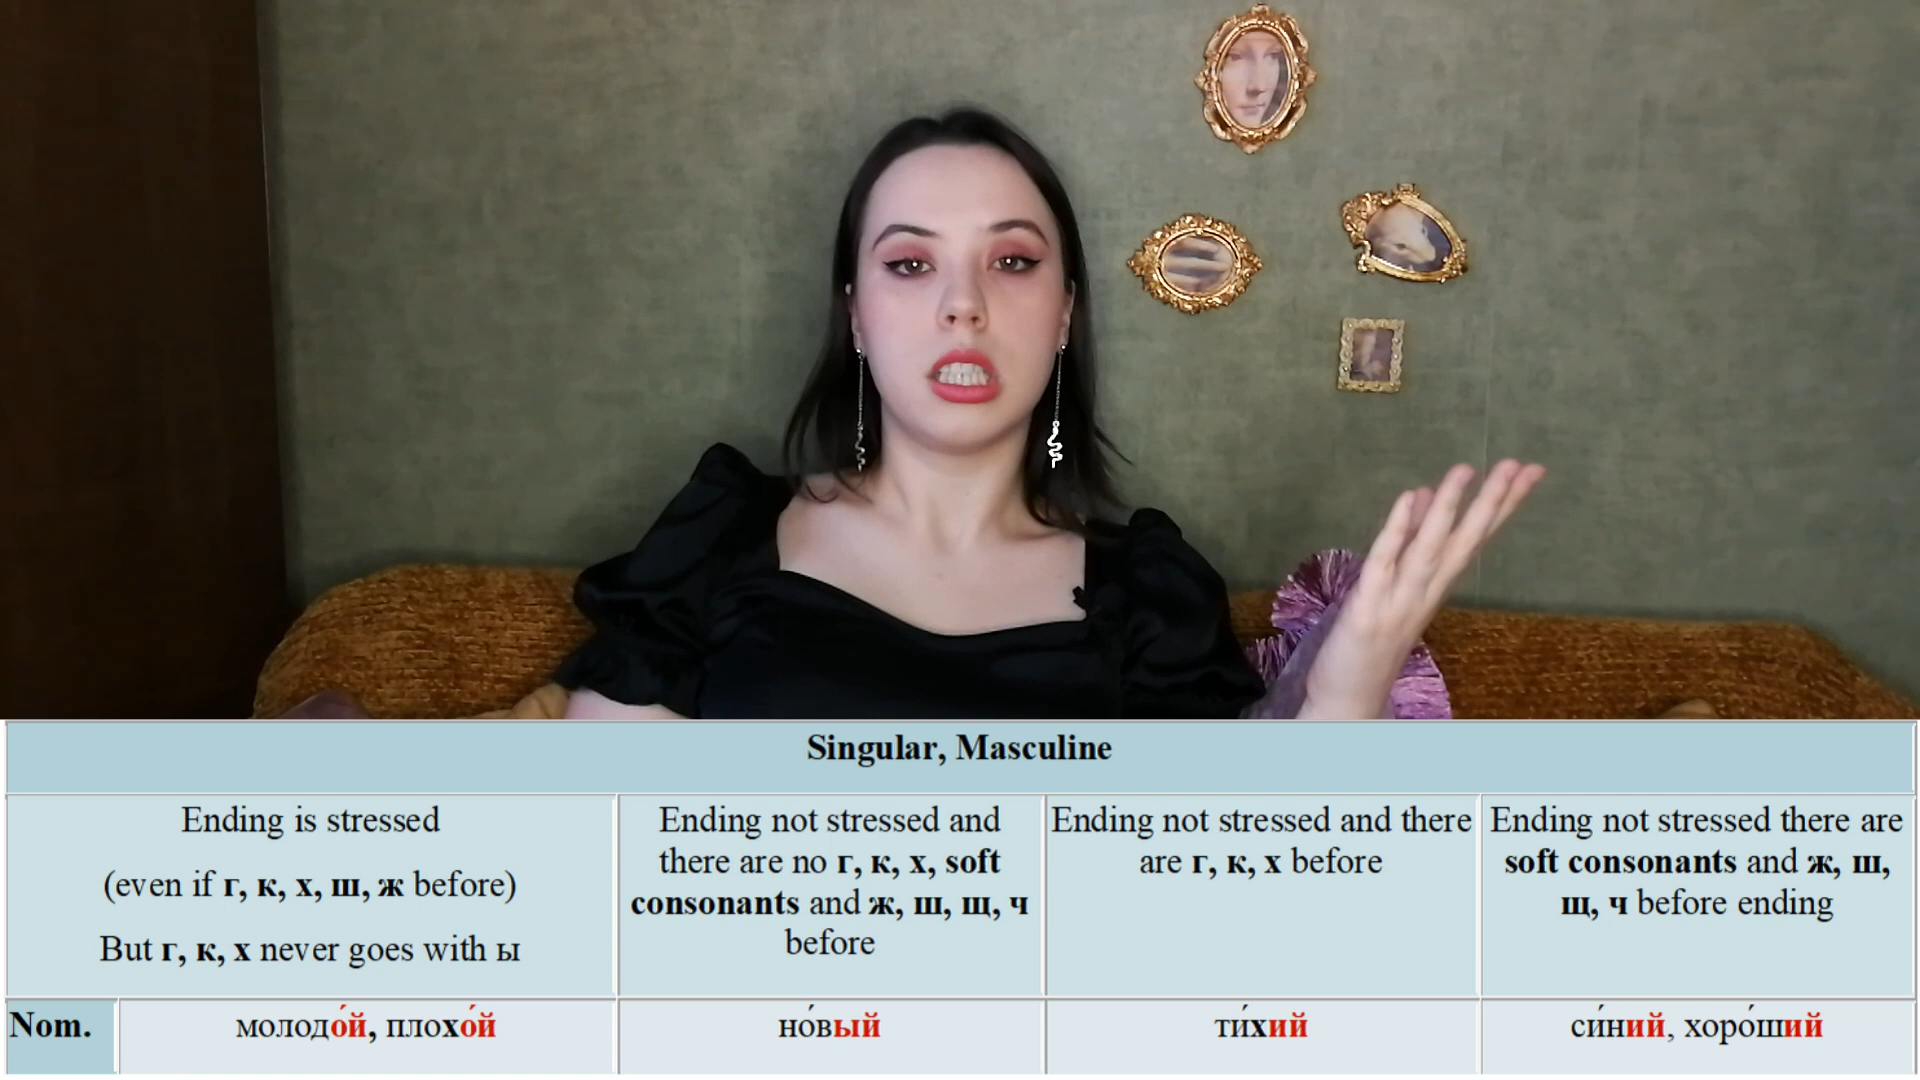 Singular, Masculine
Ending is stressed
(even if г, к, х, ш, ж before)
But г, к, х never goes with ы
Ending not stressed and
there are no г, к, х, soft
consonants and ж, ш, щ, ч
before
Ending not stressed and there
are г, к, х before
Ending not stressed there are
soft consonants and ж, ш,
щ, ч before ending
Nom.
молодо́й, плохо́й
но́вый
ти́хий
си́ний, хоро́ший